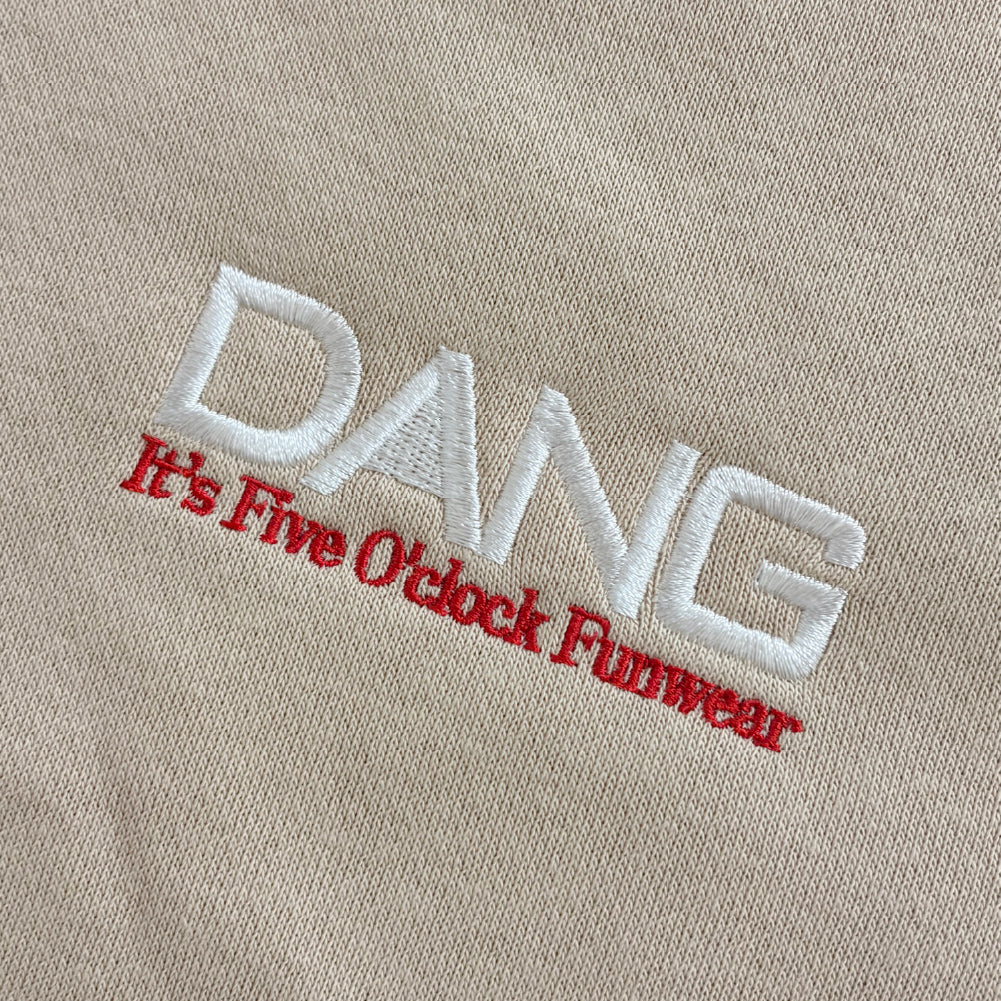 DANG
It's Five O'clock Funwear